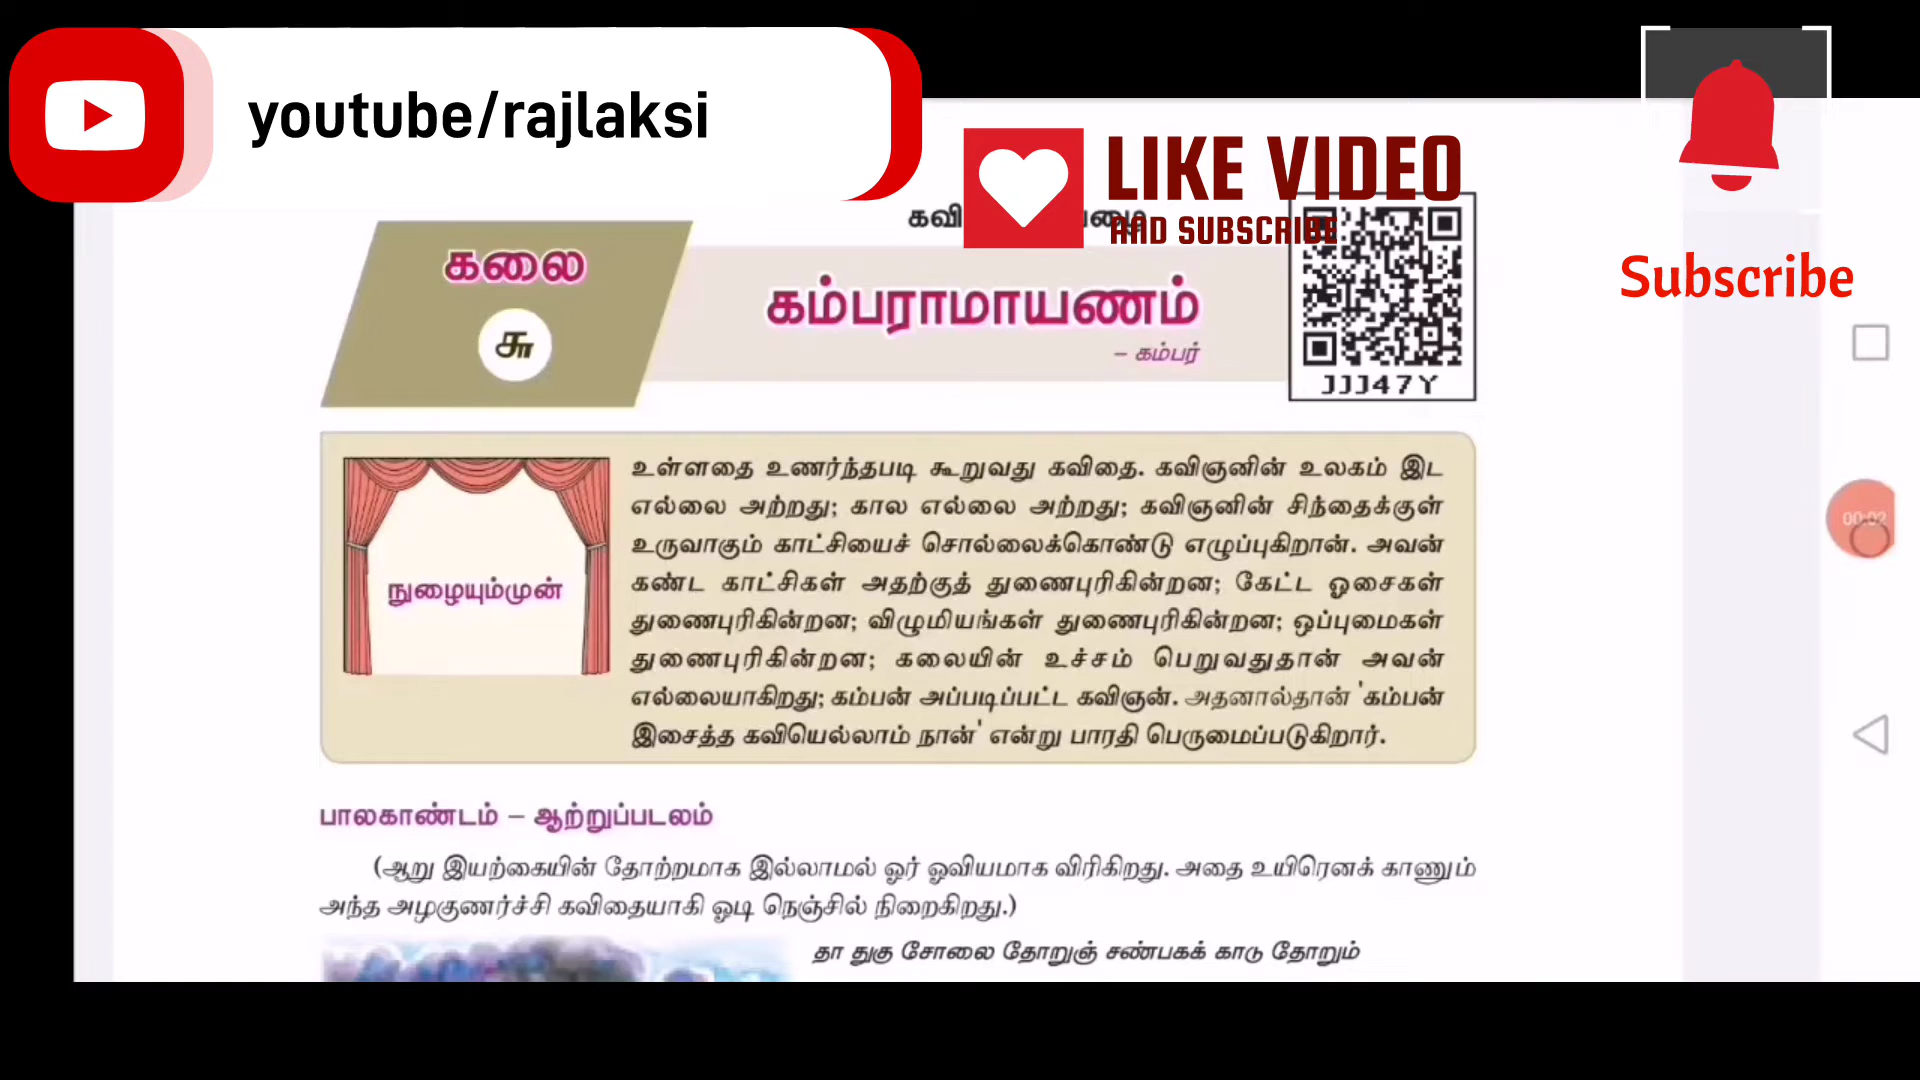 youtube/rajlaksi
LIKE VIDEO
AND SUBSCRIBE
Subscribe
கலை
௬
கம்பராமாயணம்
– கம்பர்
JJJ47Y
நுழையும்முன்
உள்ளதை உணர்ந்தபடி கூறுவது கவிதை. கவிஞனின் உலகம் இட
எல்லை அற்றது; கால எல்லை அற்றது; கவிஞனின் சிந்தைக்குள்
உருவாகும் காட்சியைச் சொல்லைக்கொண்டு எழுப்புகிறான். அவன்
கண்ட காட்சிகள் அதற்குத் துணைபுரிகின்றன; கேட்ட ஓசைகள்
துணைபுரிகின்றன; விழுமியங்கள் துணைபுரிகின்றன; ஒப்புமைகள்
துணைபுரிகின்றன; கலையின் உச்சம் பெறுவதுதான் அவன்
எல்லையாகிறது; கம்பன் அப்படிப்பட்ட கவிஞன். அதனால்தான் 'கம்பன்
இசைத்த கவியெல்லாம் நான்' என்று பாரதி பெருமைப்படுகிறார்.
பாலகாண்டம் – ஆற்றுப்படலம்
(ஆறு இயற்கையின் தோற்றமாக இல்லாமல் ஓர் ஓவியமாக விரிகிறது. அதை உயிரெனக் காணும்
அந்த அழகுணர்ச்சி கவிதையாகி ஓடி நெஞ்சில் நிறைகிறது.)
தா துகு சோலை தோறுஞ் சண்பகக் காடு தோறும்
00:02